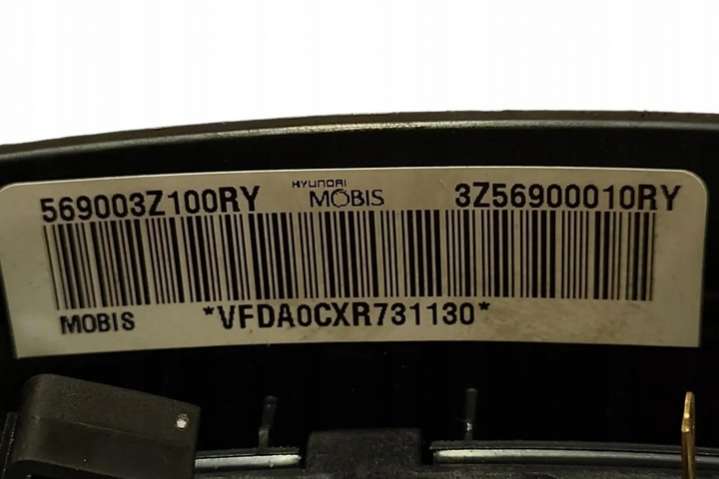 569003Z100RY HYUNDAI MOBIS 3Z56900010RY
MOBIS *VFDA0CXR731130*